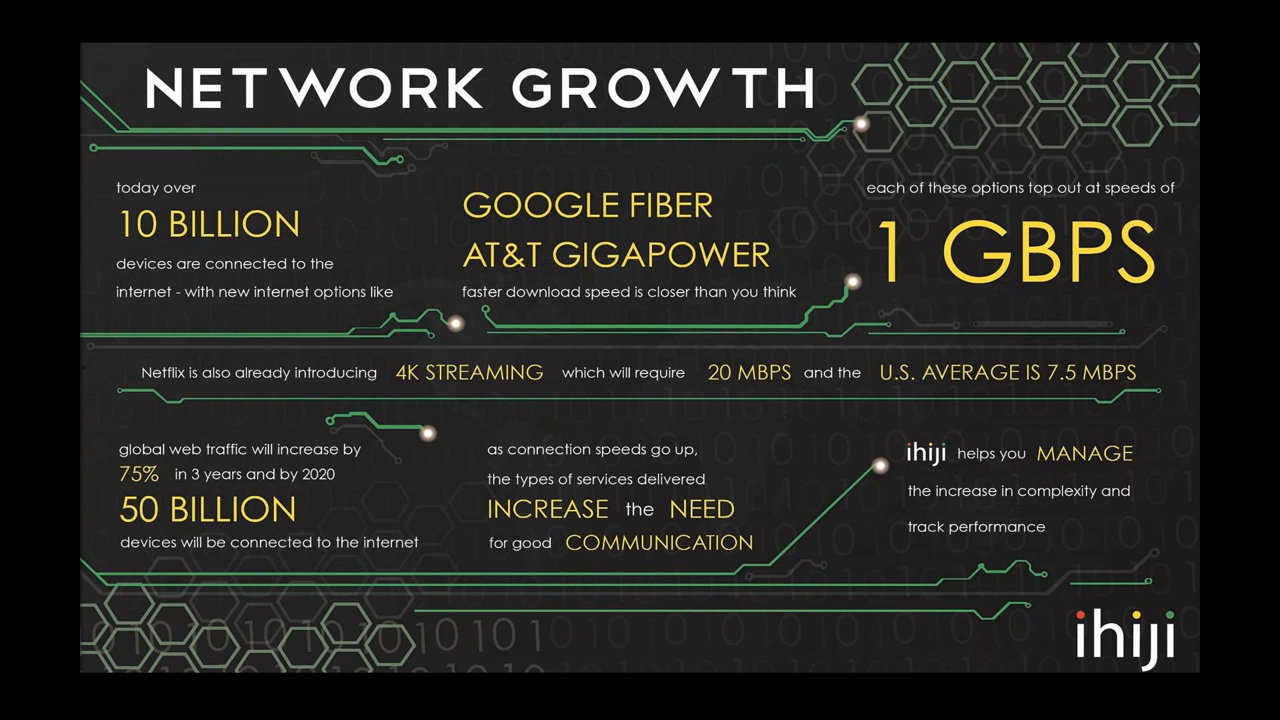 NETWORK GROWTH
today over
10 BILLION
devices are connected to the
internet - with new internet options like
GOOGLE FIBER
AT&T GIGAPOWER
faster download speed is closer than you think
each of these options top out at speeds of
1 GBPS
Netflix is also already introducing 4K STREAMING which will require 20 MBPS and the U.S. AVERAGE IS 7.5 MBPS
global web traffic will increase by
75% in 3 years and by 2020
50 BILLION
devices will be connected to the internet
as connection speeds go up,
the types of services delivered
INCREASE the NEED
for good COMMUNICATION
ihiji helps you MANAGE
the increase in complexity and
track performance
ihiji